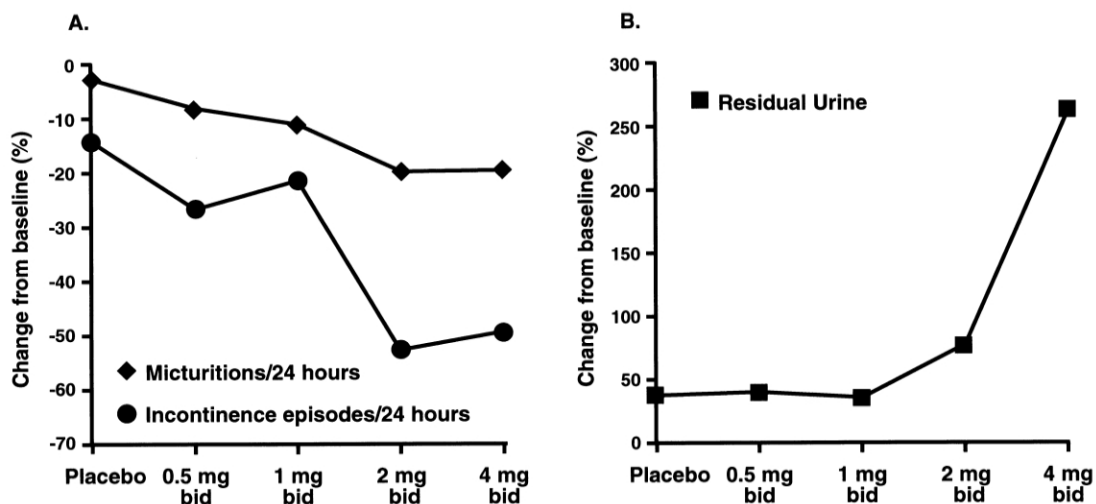 A.
Change from baseline (%)
0
-10
-20
-30
-40
-50
-60
-70
Micturitions/24 hours
Incontinence episodes/24 hours
Placebo
0.5 mg
bid
1 mg
bid
2 mg
bid
4 mg
bid
B.
Change from baseline (%)
300
250
200
150
100
50
0
Residual Urine
Placebo
0.5 mg
bid
1 mg
bid
2 mg
bid
4 mg
bid